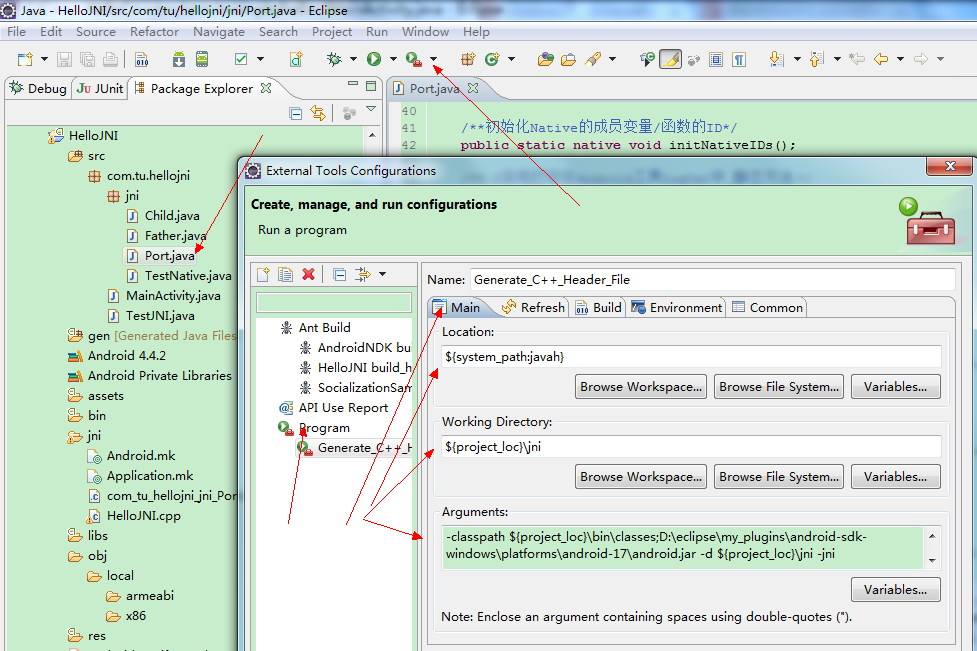 Java - HelloJNI/src/com/tu/hellojni/jni/Port.java - Eclipse
File Edit Source Refactor Navigate Search Project Run Window Help
Debug JUnit Package Explorer
Port.java
40
41 /**初始化Native的成员变量/函数的ID*/
42 public static native void initNativeIDs();
HelloJNI
src
com.tu.hellojni
jni
Child.java
Father.java
Port.java
TestNative.java
MainActivity.java
TestJNI.java
gen [Generated Java Files
Android 4.4.2
Android Private Libraries
assets
bin
jni
Android.mk
Application.mk
com_tu_hellojni_jni_Por
HelloJNI.cpp
libs
obj
local
armeabi
x86
res
External Tools Configurations
Create, manage, and run configurations
Run a program
Ant Build
AndroidNDK bu
HelloJNI build_h
SocializationSam
API Use Report
Program
Generate_C++_H
Name: Generate_C++_Header_File
Main Refresh Build Environment Common
Location:
${system_path:javah}
Browse Workspace... Browse File System... Variables...
Working Directory:
${project_loc}\jni
Browse Workspace... Browse File System... Variables...
Arguments:
-classpath ${project_loc}\bin\classes;D:\eclipse\my_plugins\android-sdk-
windows\platforms\android-17\android.jar -d ${project_loc}\jni -jni
Variables...
Note: Enclose an argument containing spaces using double-quotes (").